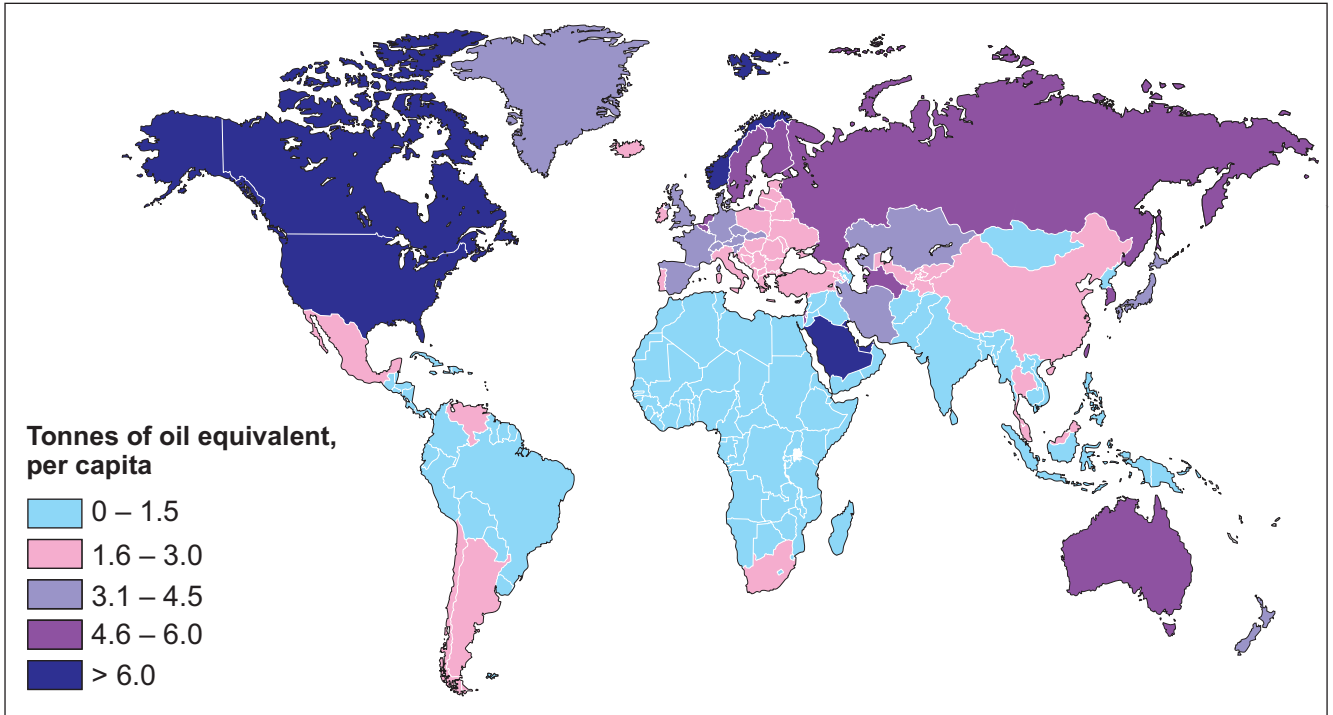 Tonnes of oil equivalent,
per capita
0 – 1.5
1.6 – 3.0
3.1 – 4.5
4.6 – 6.0
> 6.0